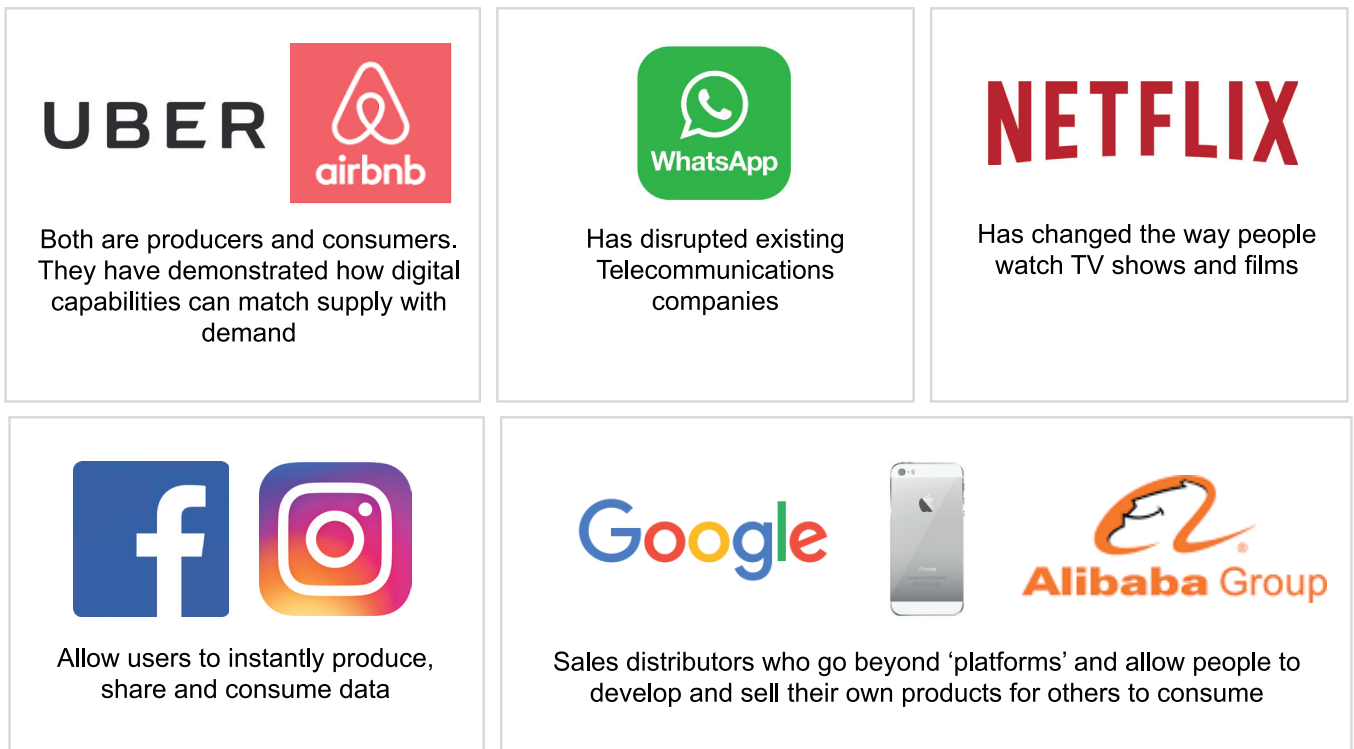 UBER
airbnb
Both are producers and consumers.
They have demonstrated how digital
capabilities can match supply with
demand
WhatsApp
Has disrupted existing
Telecommunications
companies
NETFLIX
Has changed the way people
watch TV shows and films
f
Allow users to instantly produce,
share and consume data
Google
iPhone
Alibaba Group
®
Sales distributors who go beyond ‘platforms’ and allow people to
develop and sell their own products for others to consume